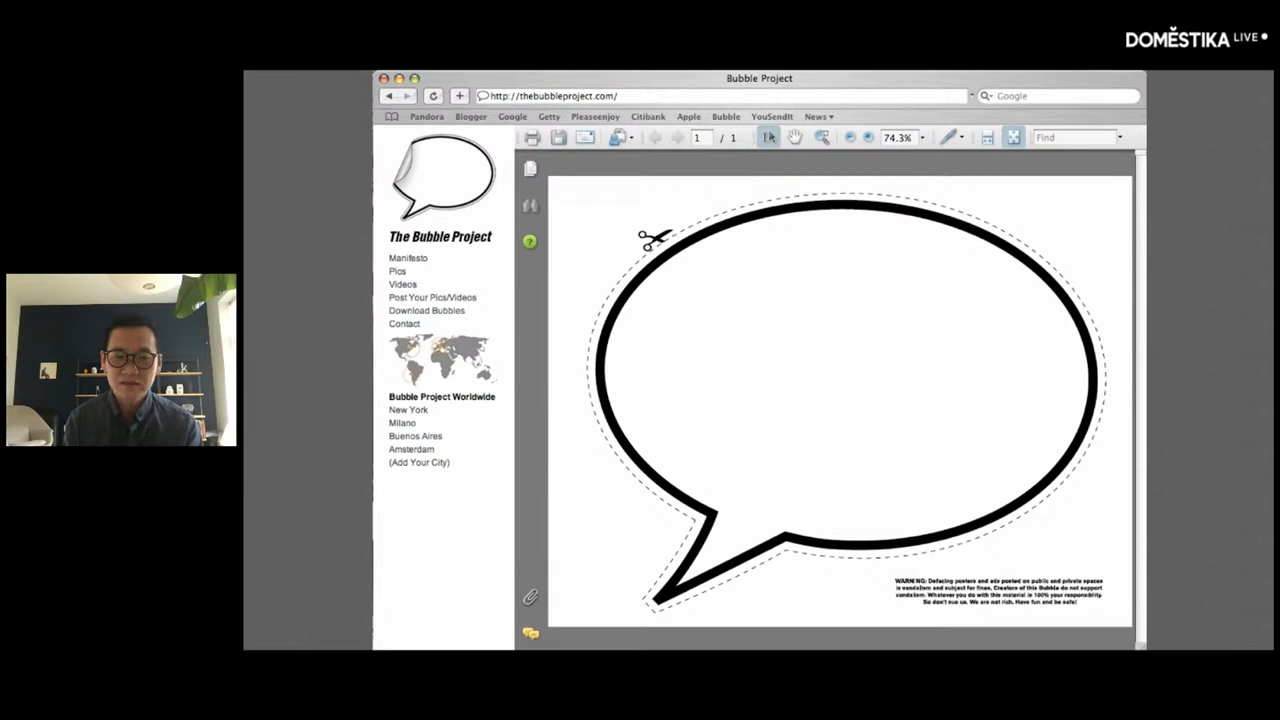 DOMĔSTIKA LIVE
Bubble Project
http://thebubbleproject.com/
Google
Pandora Blogger Google Getty Pleaseenjoy Citibank Apple Bubble YouSendIt News
1 / 1 74.3% Find
The Bubble Project
Manifesto
Pics
Videos
Post Your Pics/Videos
Download Bubbles
Contact
Bubble Project Worldwide
New York
Milano
Buenos Aires
Amsterdam
(Add Your City)
?
k
WARNING: Defacing posters and ads posted on public and private spaces
is vandalism and subject for fines. Creators of this Bubble do not support
vandalism. Whatever you do with this material is 100% your responsibility.
So don't sue us. We are not rich. Have fun and be safe!